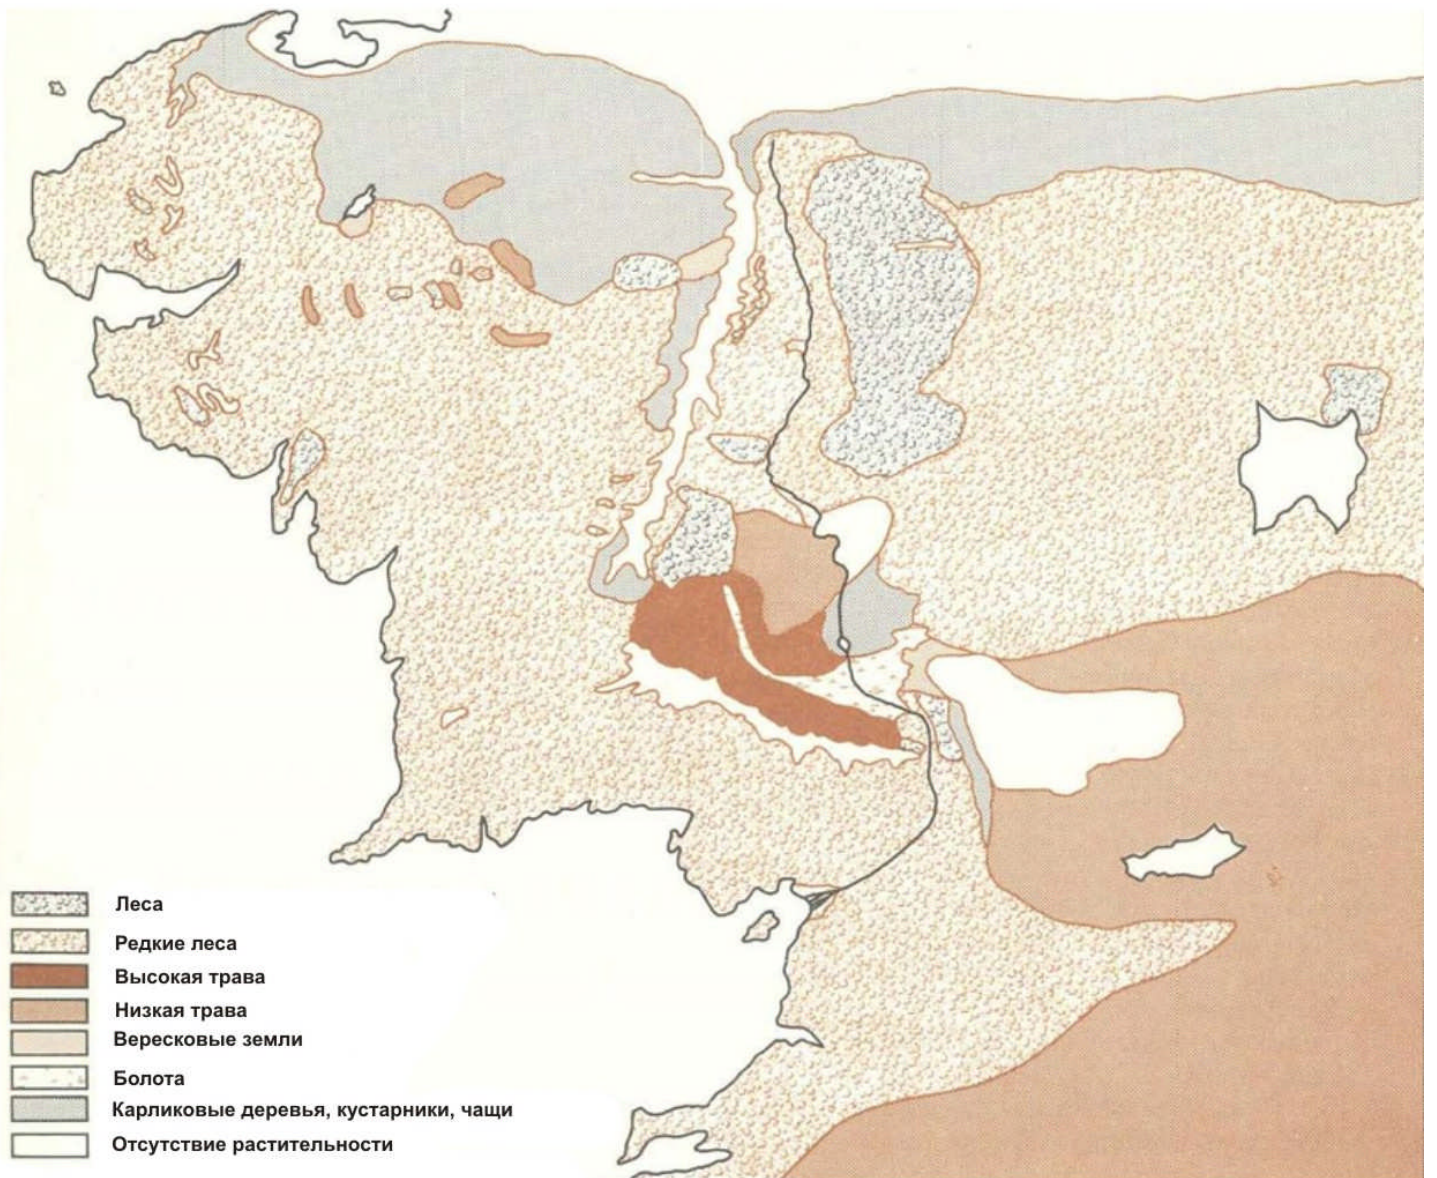 Леса
Редкие леса
Высокая трава
Низкая трава
Вересковые земли
Болота
Карликовые деревья, кустарники, чащи
Отсутствие растительности